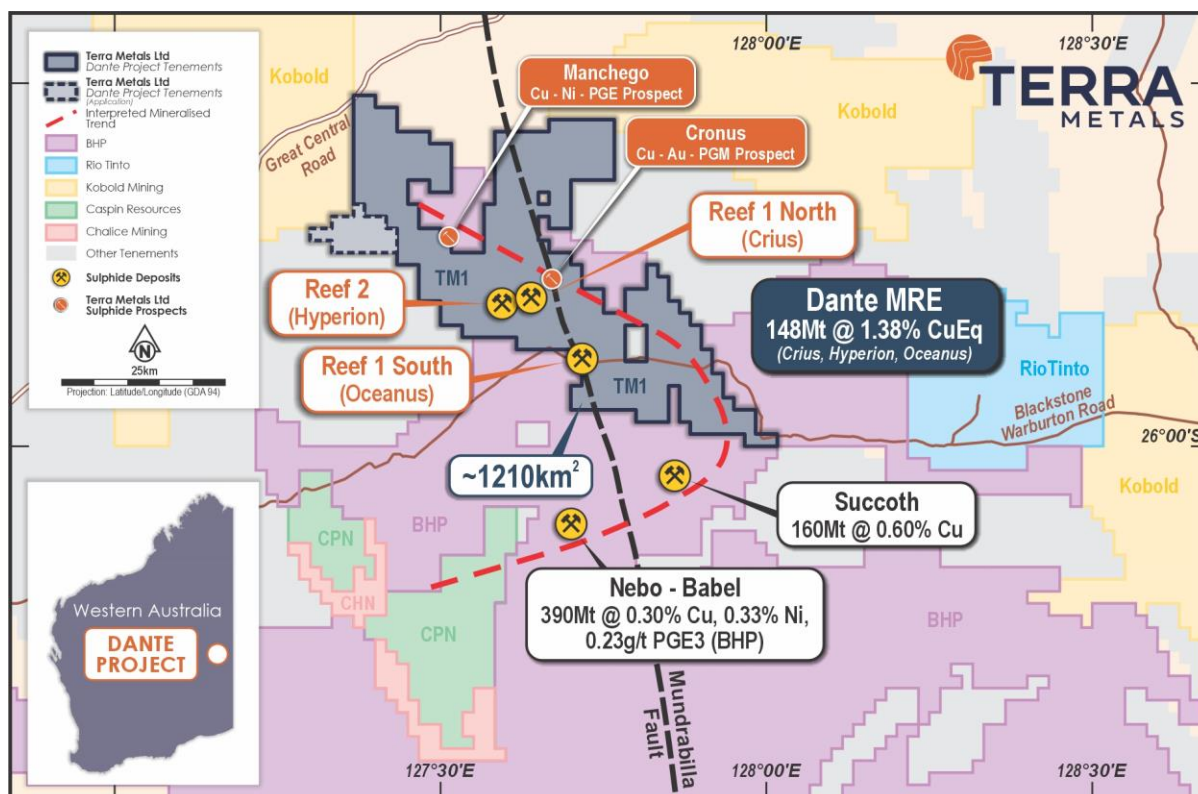 127°30'E
128°00'E
128°30'E
Terra Metals Ltd
Dante Project Tenements
Terra Metals Ltd
Dante Project Tenements
(Application)
Interpreted Mineralised
Trend
BHP
Rio Tinto
Kobold Mining
Caspin Resources
Chalice Mining
Other Tenements
Sulphide Deposits
Terra Metals Ltd
Sulphide Prospects
N
25km
Projection: Latitude/Longitude (GDA 94)
Kobold
Great Central
Road
Manchego
Cu - Ni - PGE Prospect
Cronus
Cu - Au - PGM Prospect
Kobold
TERRA
METALS
Reef 1 North
(Crius)
TM1
Reef 2
(Hyperion)
Dante MRE
148Mt @ 1.38% CuEq
(Crius, Hyperion, Oceanus)
Reef 1 South
(Oceanus)
TM1
RioTinto
Blackstone
Warburton Road
26°00'S
~1210km²
Kobold
Succoth
160Mt @ 0.60% Cu
BHP
CPN
CHN
CPN
Nebo - Babel
390Mt @ 0.30% Cu, 0.33% Ni,
0.23g/t PGE3 (BHP)
BHP
Mundrabilla
Fault
Western Australia
DANTE
PROJECT
127°30'E
128°00'E
128°30'E